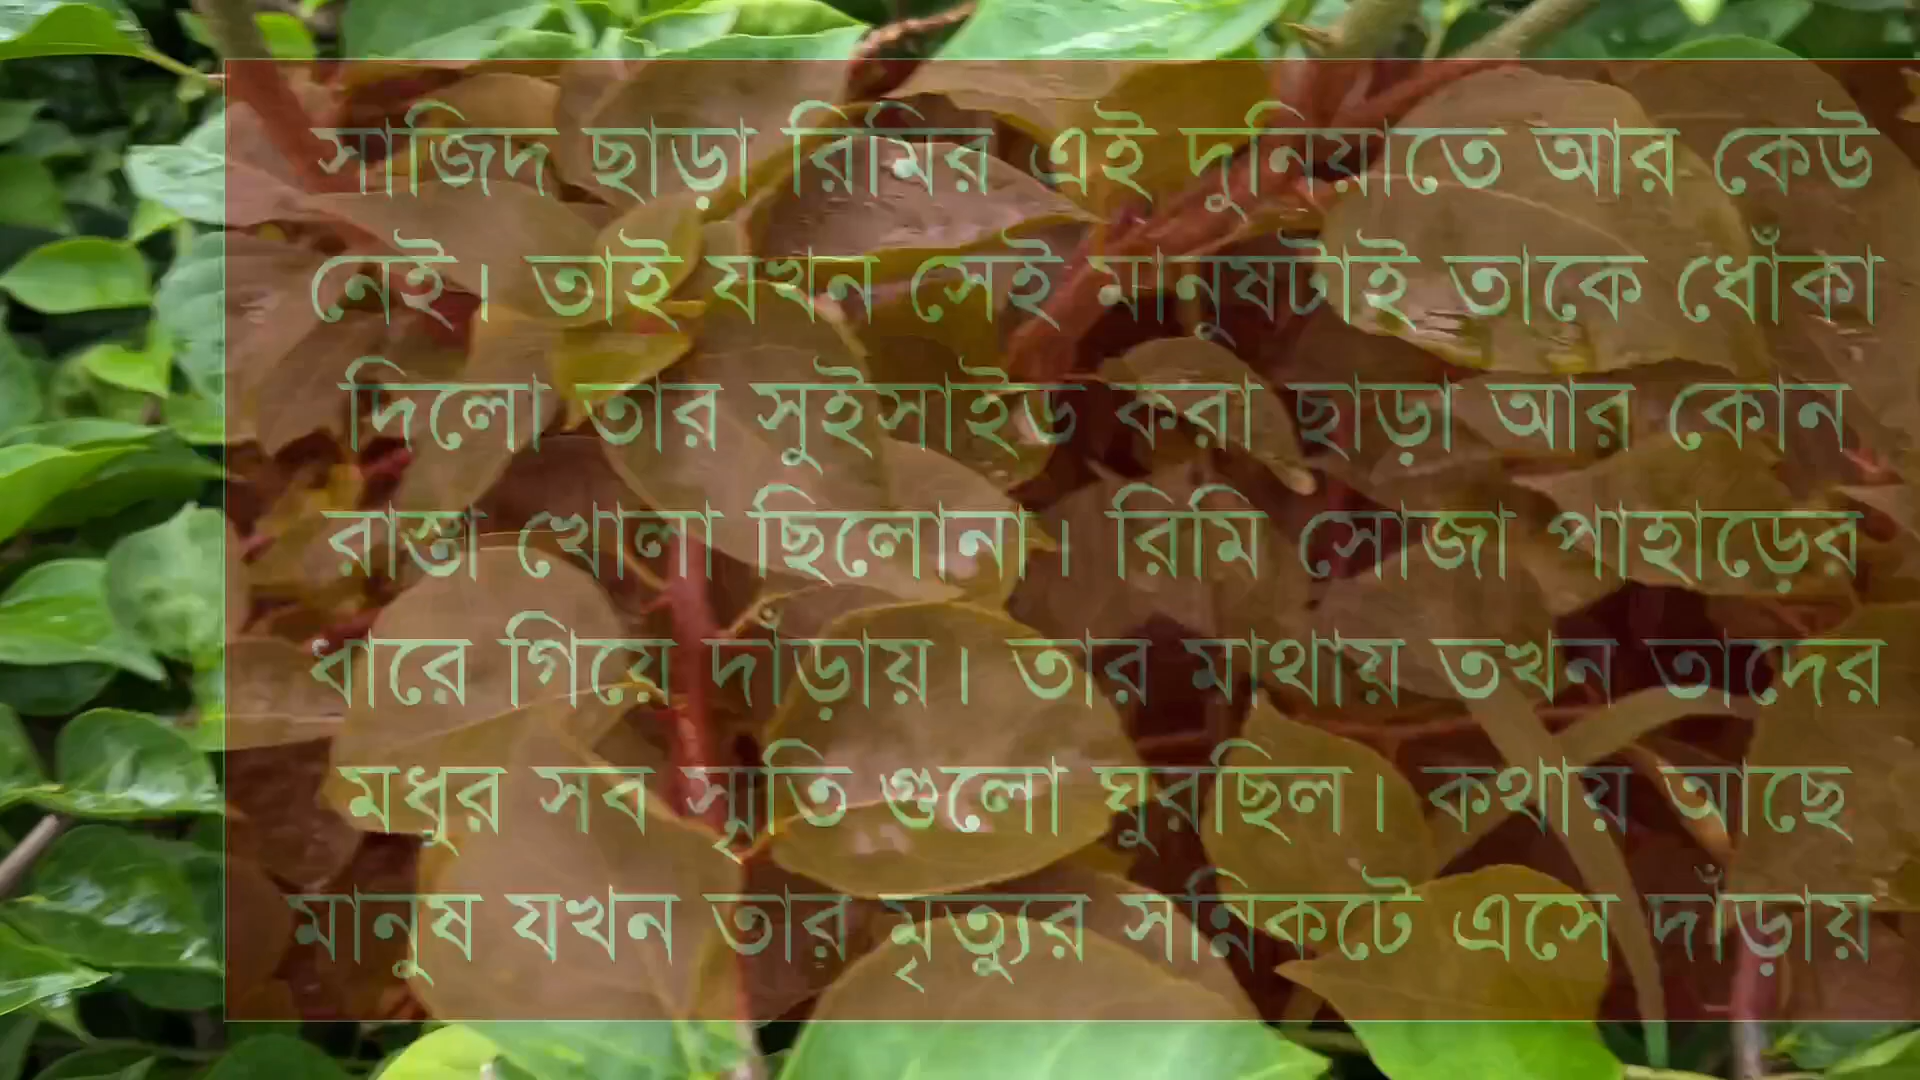 সাজিদ ছাড়া রিমির এই দুনিয়াতে আর কেউ
নেই। তাই যখন সেই মানুষটাই তাকে ধোঁকা
দিলো তার সুইসাইড করা ছাড়া আর কোন
রাস্তা খোলা ছিলোনা। রিমি সোজা পাহাড়ের
ধারে গিয়ে দাঁড়ায়। তার মাথায় তখন তাদের
মধুর সব স্মৃতি গুলো ঘুরছিল। কথায় আছে
মানুষ যখন তার মৃত্যুর সন্নিকটে এসে দাঁড়ায়